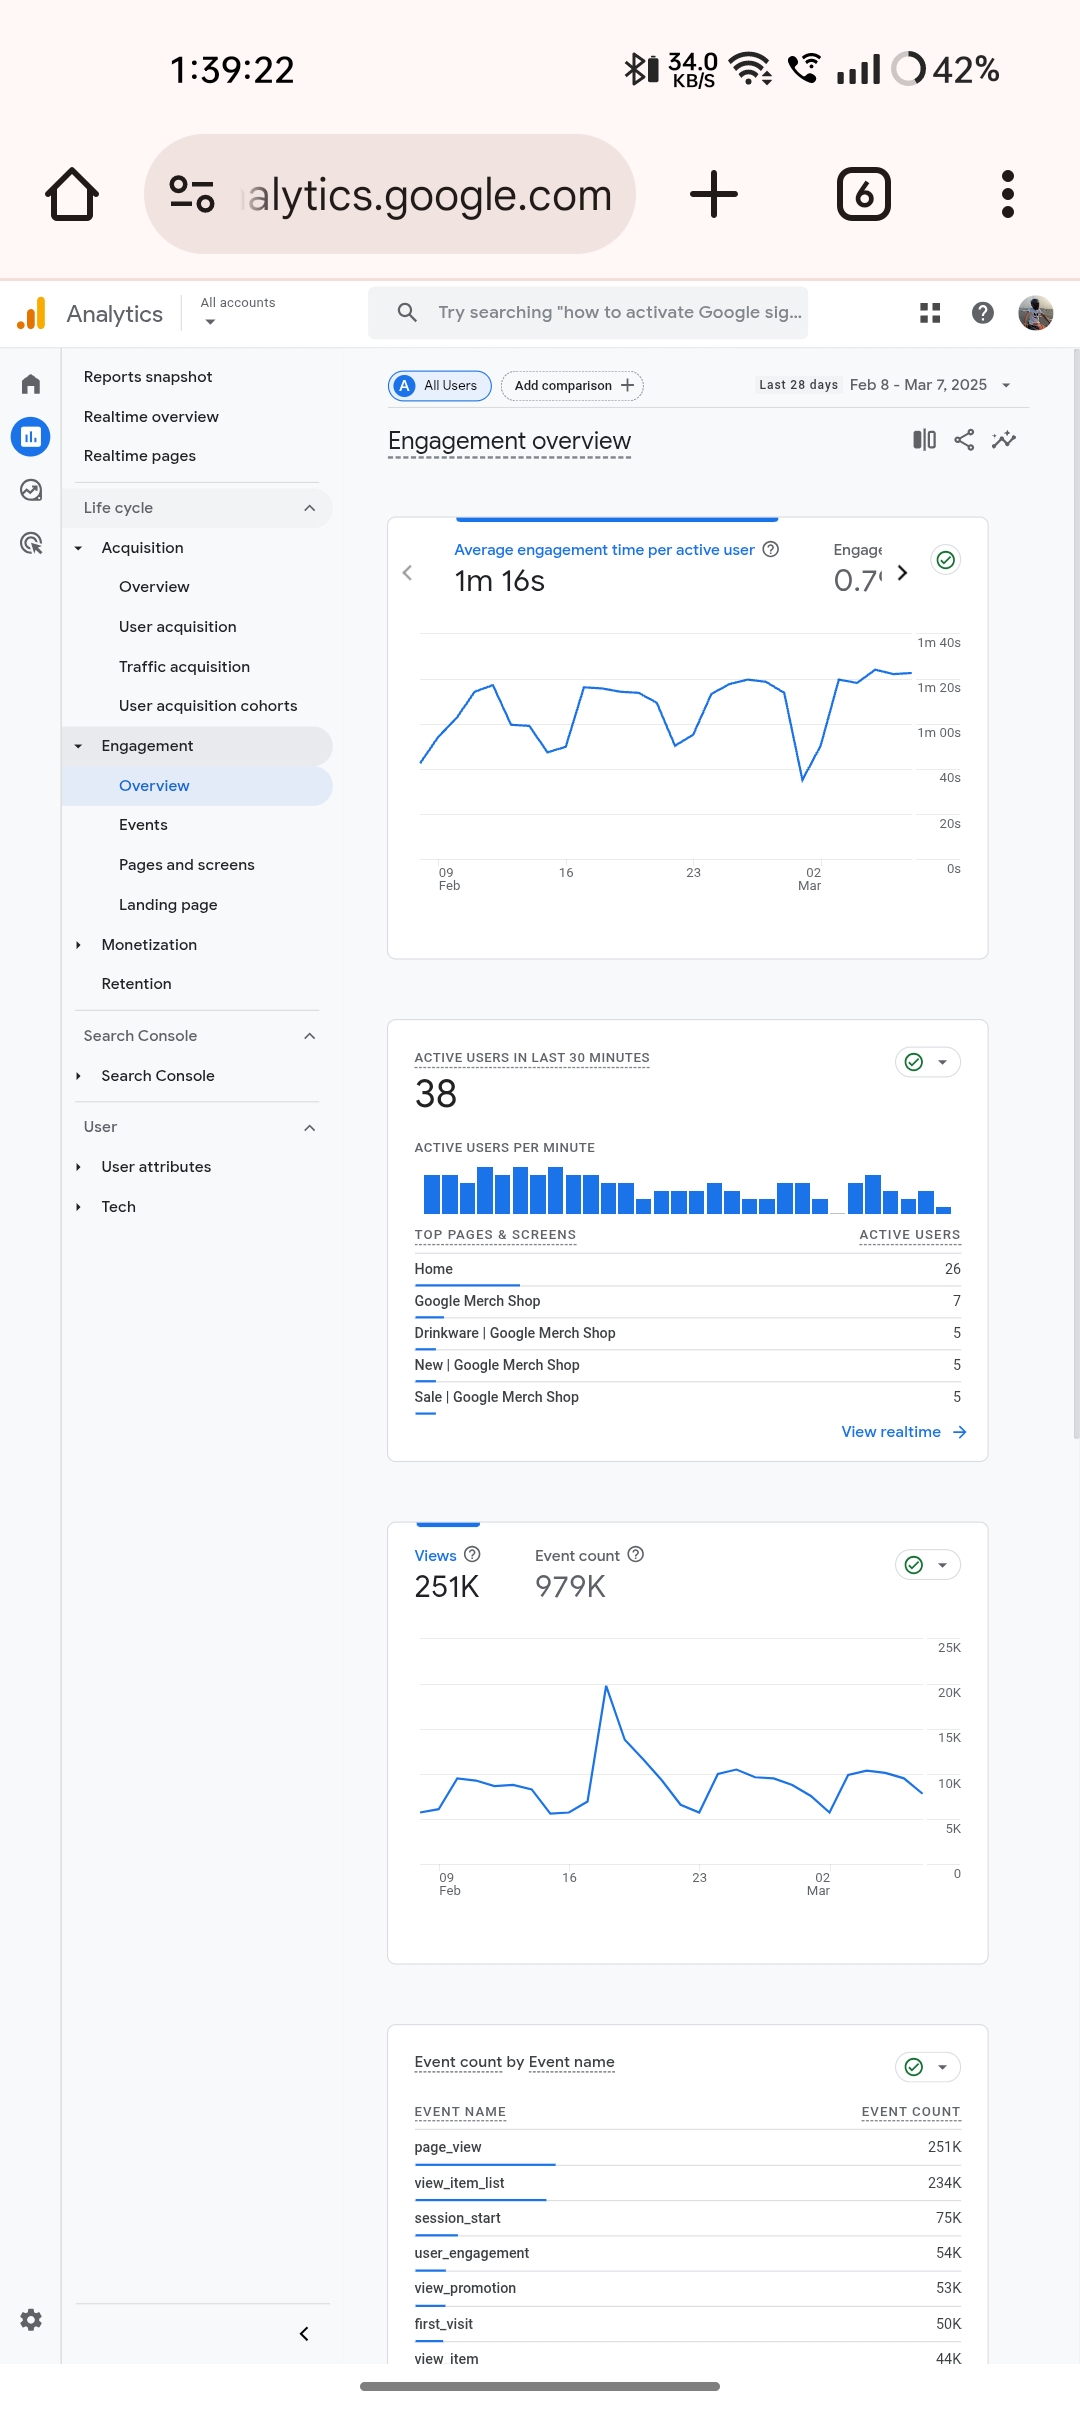 1:39:22
34.0
KB/S
42%
alytics.google.com
6
Analytics
All accounts
Try searching "how to activate Google sig...
Reports snapshot
Realtime overview
Realtime pages
Life cycle
Acquisition
Overview
User acquisition
Traffic acquisition
User acquisition cohorts
Engagement
Overview
Events
Pages and screens
Landing page
Monetization
Retention
Search Console
Search Console
User
User attributes
Tech
A All Users
Add comparison
Last 28 days Feb 8 - Mar 7, 2025
Engagement overview
Average engagement time per active user
1m 16s
Engage
0.7
1m 40s
1m 20s
1m 00s
40s
20s
0s
09
Feb
16
23
02
Mar
ACTIVE USERS IN LAST 30 MINUTES
38
ACTIVE USERS PER MINUTE
TOP PAGES & SCREENS ACTIVE USERS
Home 26
Google Merch Shop 7
Drinkware | Google Merch Shop 5
New | Google Merch Shop 5
Sale | Google Merch Shop 5
View realtime
Views
251K
Event count
979K
25K
20K
15K
10K
5K
0
09
Feb
16
23
02
Mar
Event count by Event name
EVENT NAME EVENT COUNT
page_view 251K
view_item_list 234K
session_start 75K
user_engagement 54K
view_promotion 53K
first_visit 50K
view_item 44K